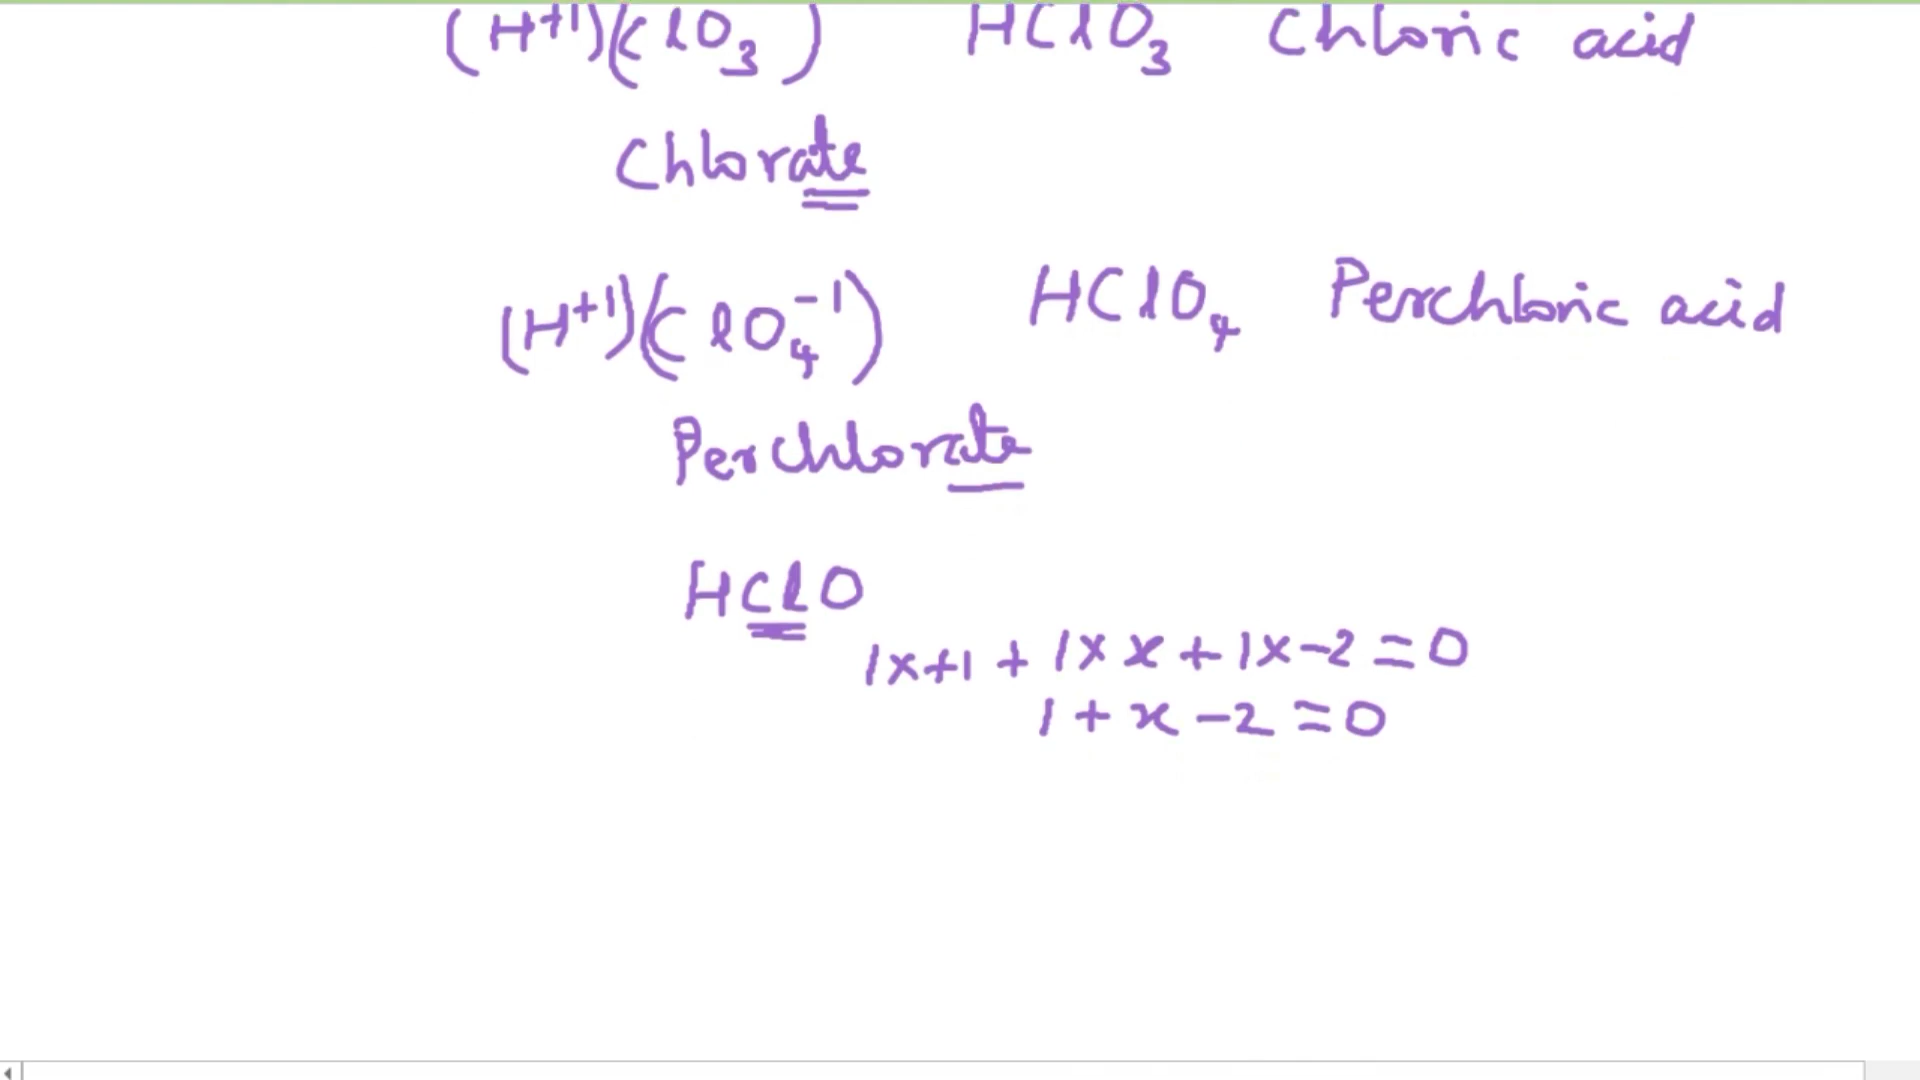 (H⁺¹)(ClO₃ ) HClO₃ Chloric acid
Chlorate
(H⁺¹)(ClO₄⁻¹) HClO₄ Perchloric acid
Perchlorate
HClO
1×+1 + 1×x + 1×-2 = 0
1 + x - 2 = 0